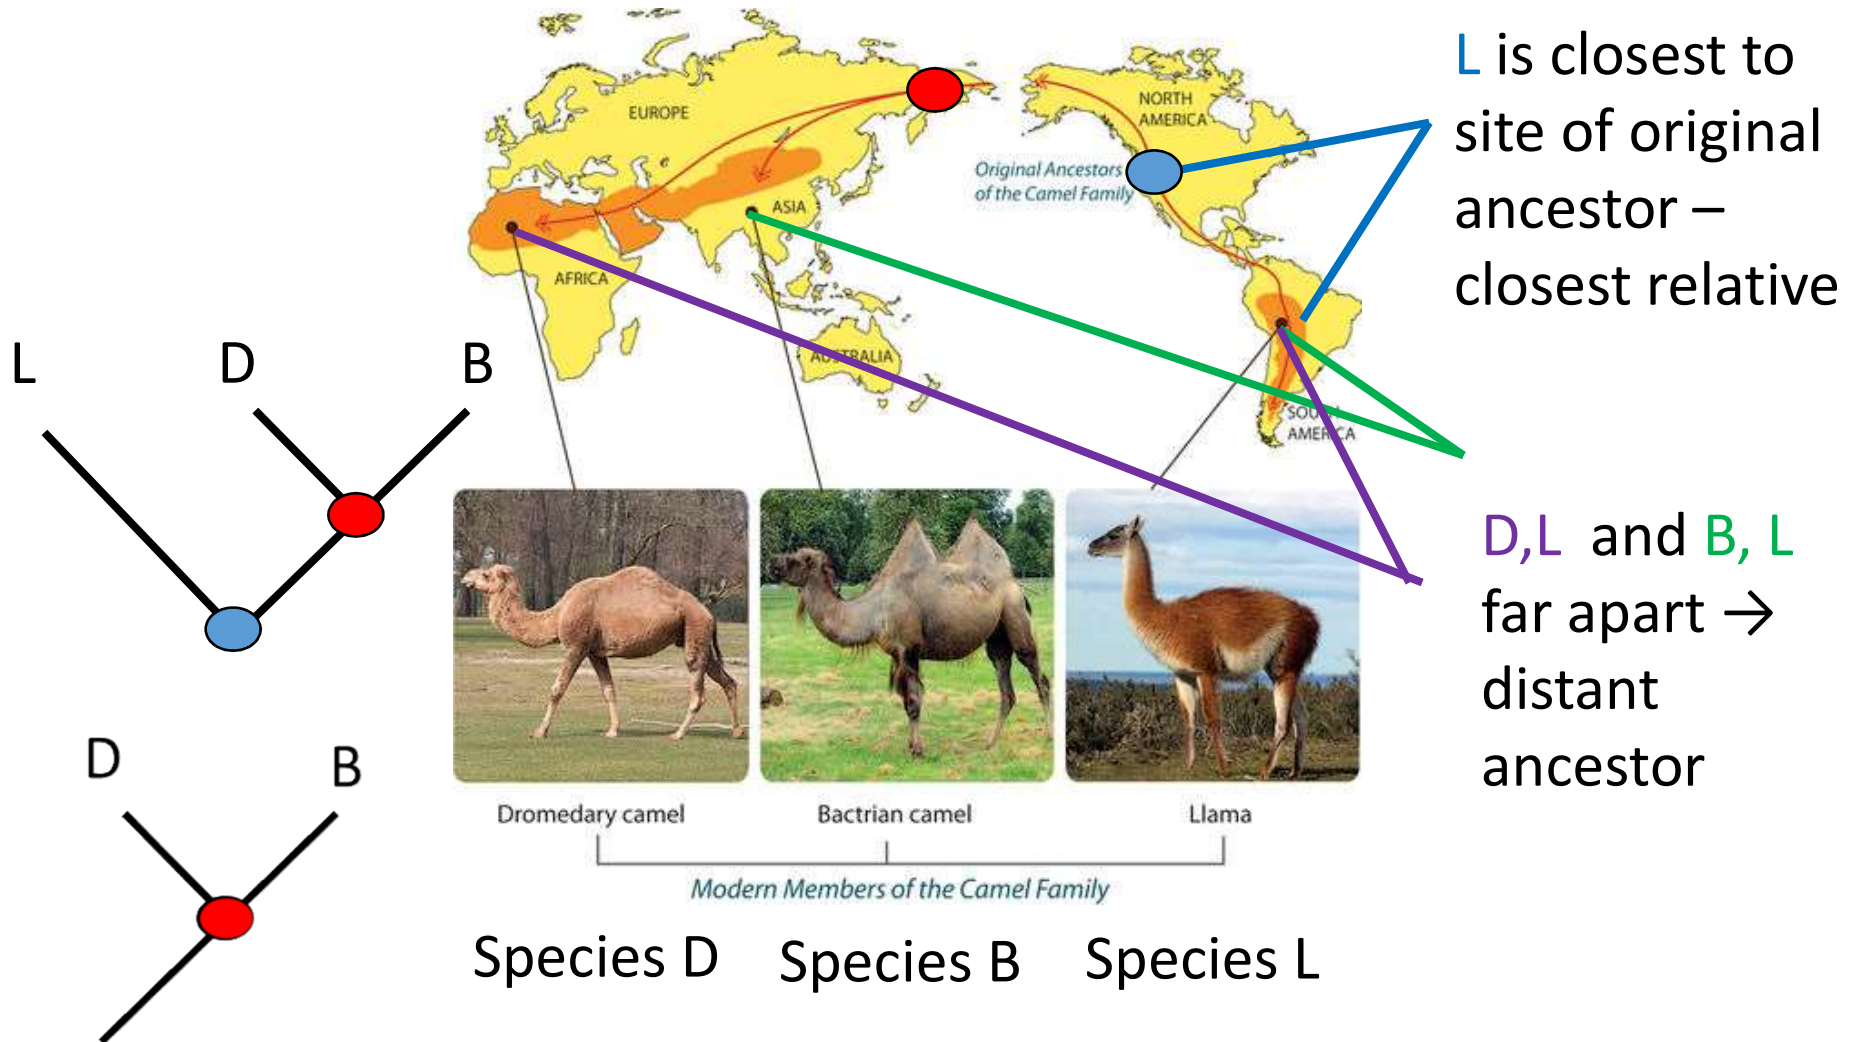 L is closest to
site of original
ancestor –
closest relative
EUROPE
NORTH
AMERICA
Original Ancestors
of the Camel Family
ASIA
AFRICA
AUSTRALIA
SOUTH
AMERICA
L
D
B
D,L and B, L
far apart →
distant
ancestor
D
B
Dromedary camel
Bactrian camel
Llama
Modern Members of the Camel Family
Species D
Species B
Species L